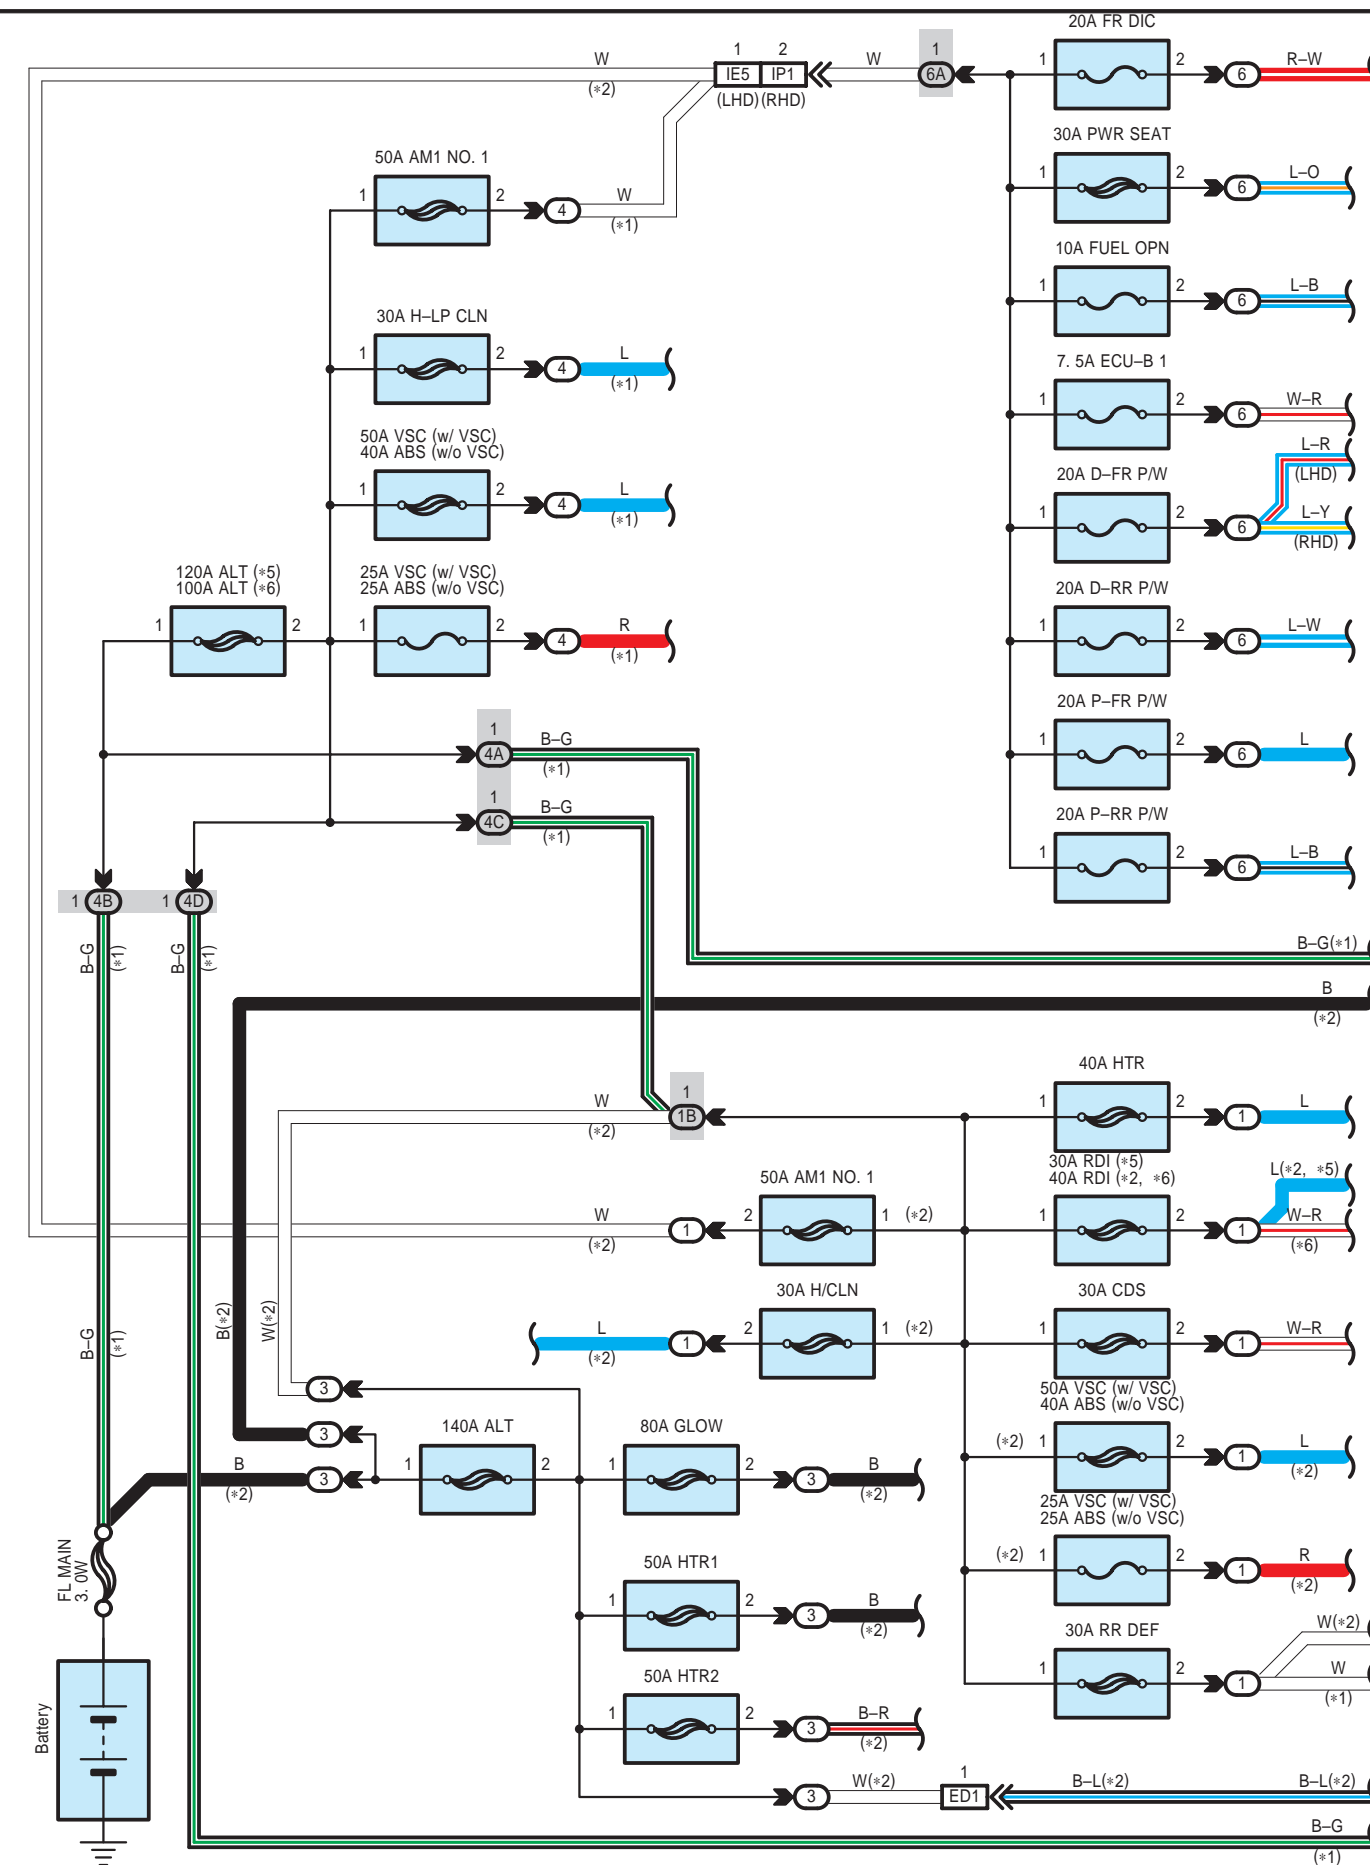 20A FR DIC
W
(∗2)
1 2
IE5 IP1
(LHD) (RHD)
W
1
6A
1 2
6
R–W
50A AM1 NO. 1
1 2
4
W
(∗1)
30A PWR SEAT
1 2
6
L–O
10A FUEL OPN
1 2
6
L–B
30A H–LP CLN
1 2
4
L
(∗1)
7. 5A ECU–B 1
1 2
6
W–R
50A VSC (w/ VSC)
40A ABS (w/o VSC)
1 2
4
L
(∗1)
20A D–FR P/W
1 2
6
L–R
(LHD)
L–Y
(RHD)
120A ALT (∗5)
100A ALT (∗6)
1 2
25A VSC (w/ VSC)
25A ABS (w/o VSC)
1 2
4
R
(∗1)
20A D–RR P/W
1 2
6
L–W
20A P–FR P/W
1 2
6
L
1
4A
B–G
(∗1)
1
4C
B–G
(∗1)
20A P–RR P/W
1 2
6
L–B
1 4B
1 4D
B–G
(∗1)
B–G
(∗1)
B–G(∗1)
B
(∗2)
W
(∗2)
1
1B
40A HTR
1 2
1
L
50A AM1 NO. 1
W
(∗2)
1
2 1 (∗2)
30A RDI (∗5)
40A RDI (∗2, ∗6)
1 2
1
L(∗2, ∗5)
W–R
(∗6)
B–G
(∗1)
B(∗2)
W(∗2)
30A H/CLN
L
(∗2)
1
2 1 (∗2)
30A CDS
1 2
1
W–R
3
3
B
(∗2)
3
140A ALT
1 2
80A GLOW
1 2
3
B
(∗2)
50A VSC (w/ VSC)
40A ABS (w/o VSC)
(∗2) 1 2
1
L
(∗2)
FL MAIN
3. 0W
50A HTR1
1 2
3
B
(∗2)
25A VSC (w/ VSC)
25A ABS (w/o VSC)
(∗2) 1 2
1
R
(∗2)
Battery
50A HTR2
1 2
3
B–R
(∗2)
30A RR DEF
1 2
1
W(∗2)
W
(∗1)
3
W(∗2)
1
ED1
B–L(∗2)
B–L(∗2)
B–G
(∗1)